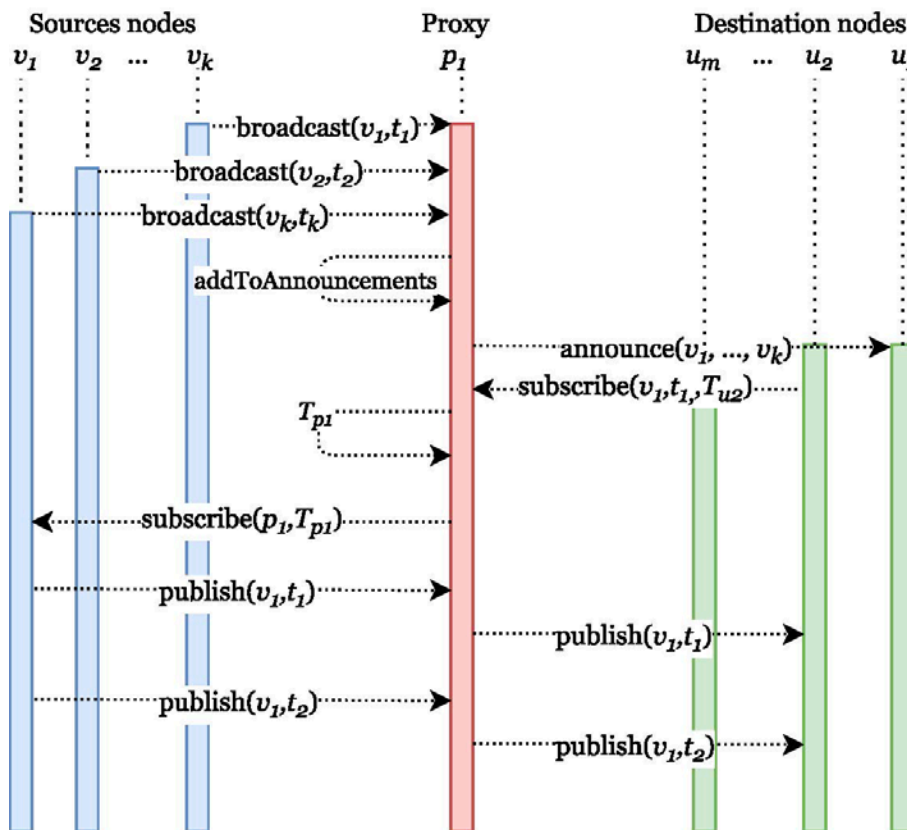 Sources nodes Proxy Destination nodes
v₁ v₂ ... vₖ p₁ uₘ ... u₂ u
broadcast(v₁,t₁)
broadcast(v₂,t₂)
broadcast(vₖ,tₖ)
addToAnnouncements
announce(v₁, ..., vₖ)
subscribe(v₁,t₁,,Tᵤ₂)
Tₚ₁
subscribe(p₁,Tₚ₁)
publish(v₁,t₁)
publish(v₁,t₁)
publish(v₁,t₂)
publish(v₁,t₂)